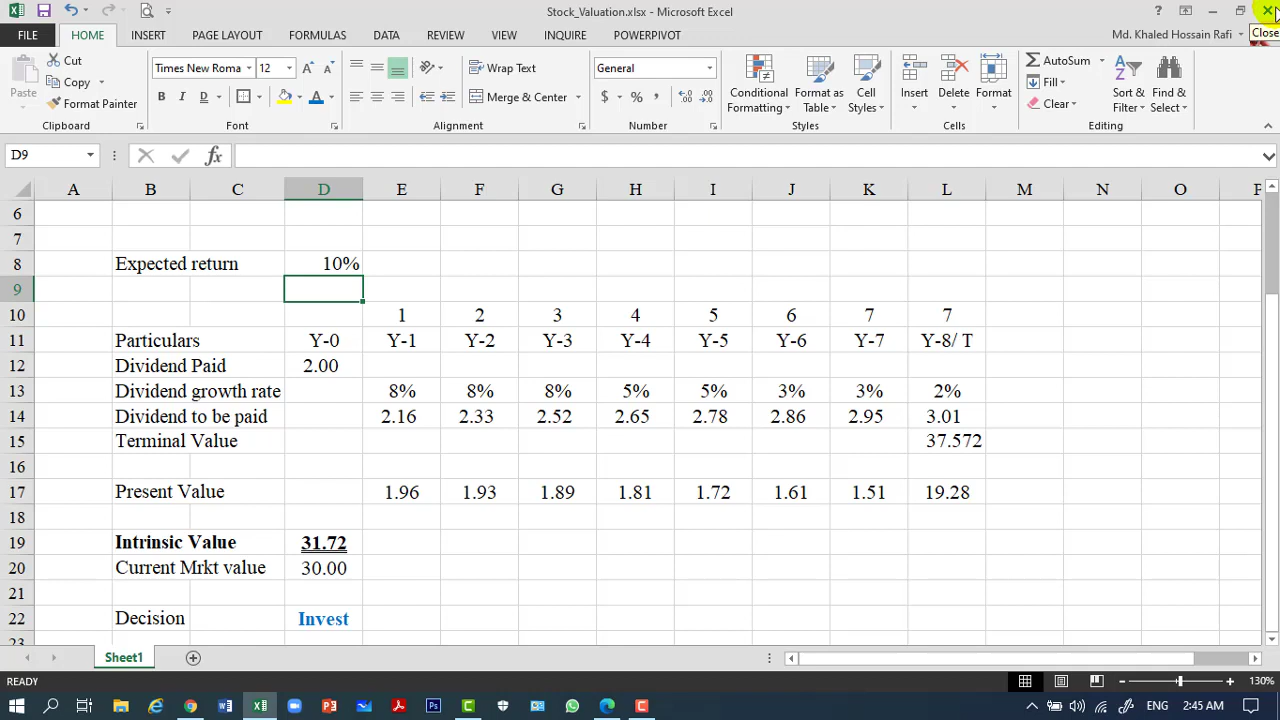 Stock_Valuation.xlsx - Microsoft Excel
FILE HOME INSERT PAGE LAYOUT FORMULAS DATA REVIEW VIEW INQUIRE POWERPIVOT Md. Khaled Hossain Rafi
Close
Paste Cut Copy Format Painter
Clipboard
Times New Roma 12
B I D A
Font
Wrap Text
Merge & Center
Alignment
General
$ % ,
Number
Conditional Formatting Format as Table Cell Styles
Styles
Insert Delete Format
Cells
AutoSum Fill Clear Sort & Filter Find & Select
Editing
D9 fx
A B C D E F G H I J K L M N O P
6
7
8 Expected return 10%
9
10 1 2 3 4 5 6 7 7
11 Particulars Y-0 Y-1 Y-2 Y-3 Y-4 Y-5 Y-6 Y-7 Y-8/ T
12 Dividend Paid 2.00
13 Dividend growth rate 8% 8% 8% 5% 5% 3% 3% 2%
14 Dividend to be paid 2.16 2.33 2.52 2.65 2.78 2.86 2.95 3.01
15 Terminal Value 37.572
16
17 Present Value 1.96 1.93 1.89 1.81 1.72 1.61 1.51 19.28
18
19 Intrinsic Value 31.72
20 Current Mrkt value 30.00
21
22 Decision Invest
23
Sheet1
READY 130%
ENG 2:45 AM